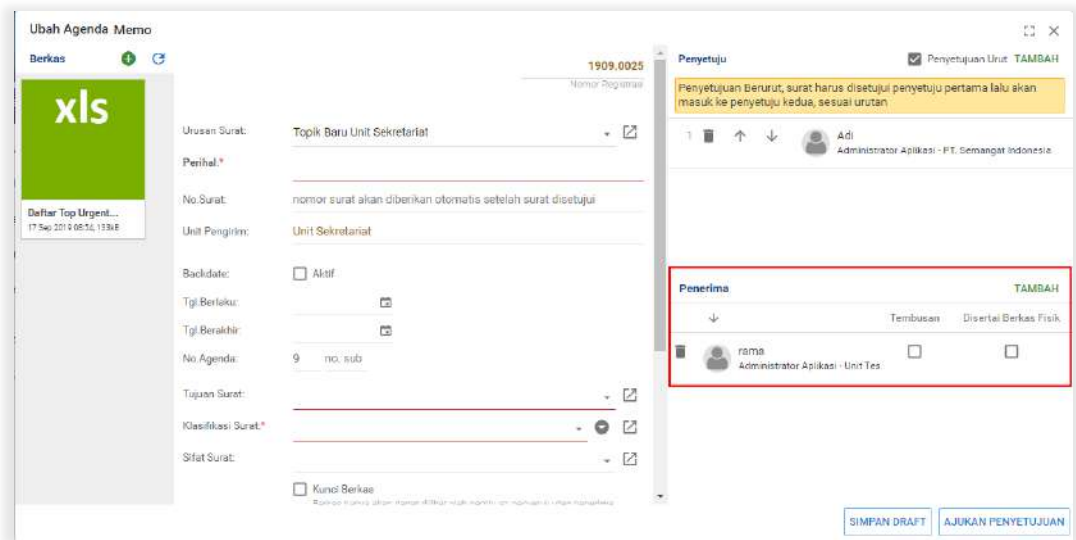 Ubah Agenda Memo
Berkas
xls
Daftar Top Urgent...
17 Sep 2019 08:54, 133kB
1909.0025
Nomor Registrasi
Urusan Surat: Topik Baru Unit Sekretariat
Perihal:*
No.Surat: nomor surat akan diberikan otomatis setelah surat disetujui
Unit Pengirim: Unit Sekretariat
Backdate: Aktif
Tgl.Berlaku:
Tgl.Berakhir:
No.Agenda: 9 no. sub
Tujuan Surat:
Klasifikasi Surat:*
Sifat Surat:
Kunci Berkas
Penyetuju Penyetujuan Urut TAMBAH
Penyetujuan Berurut, surat harus disetujui penyetuju pertama lalu akan
masuk ke penyetuju kedua, sesuai urutan
1 Adi
Administrator Aplikasi - PT. Semangat Indonesia
Penerima TAMBAH
Tembusan Disertai Berkas Fisik
rama
Administrator Aplikasi - Unit Tes
SIMPAN DRAFT AJUKAN PENYETUJUAN